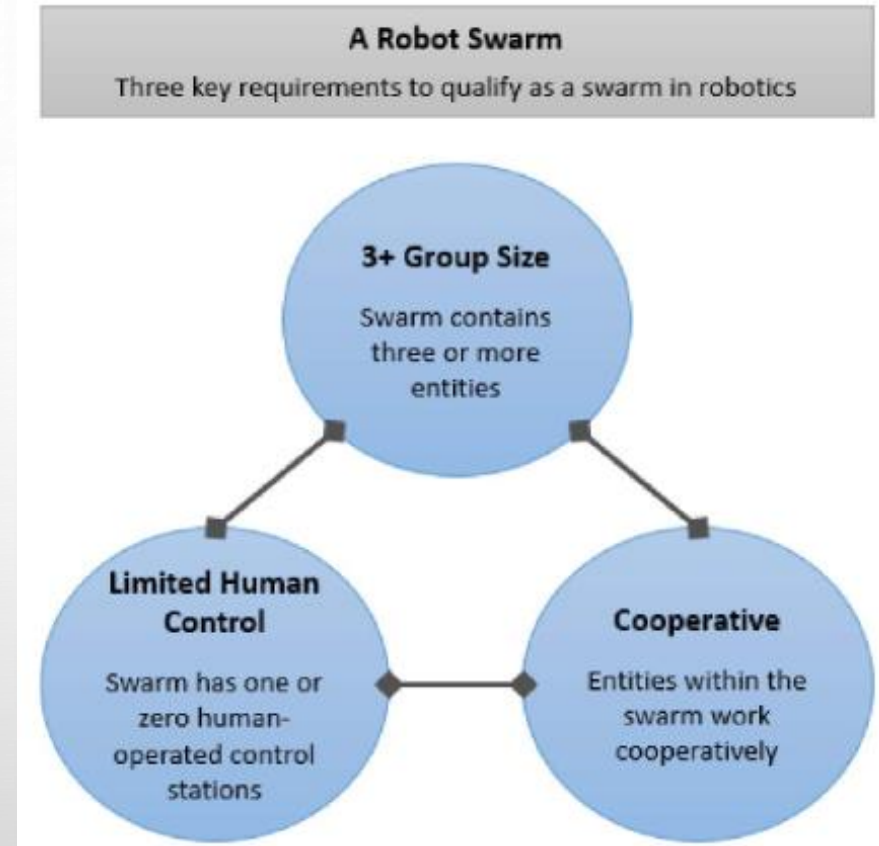 A Robot Swarm
Three key requirements to qualify as a swarm in robotics
3+ Group Size
Swarm contains
three or more
entities
Limited Human
Control
Swarm has one or
zero human-
operated control
stations
Cooperative
Entities within the
swarm work
cooperatively